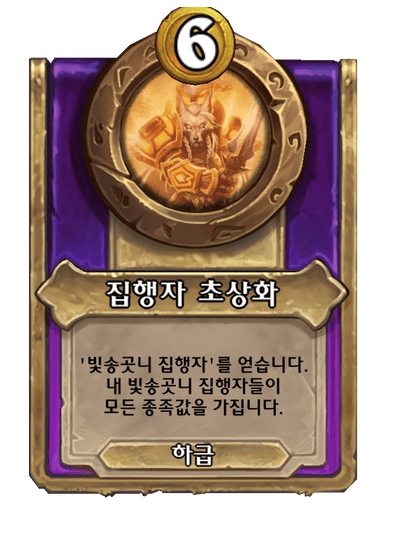 6
집행자 초상화
'빛송곳니 집행자'를 얻습니다.
내 빛송곳니 집행자들이
모든 종족값을 가집니다.
하급